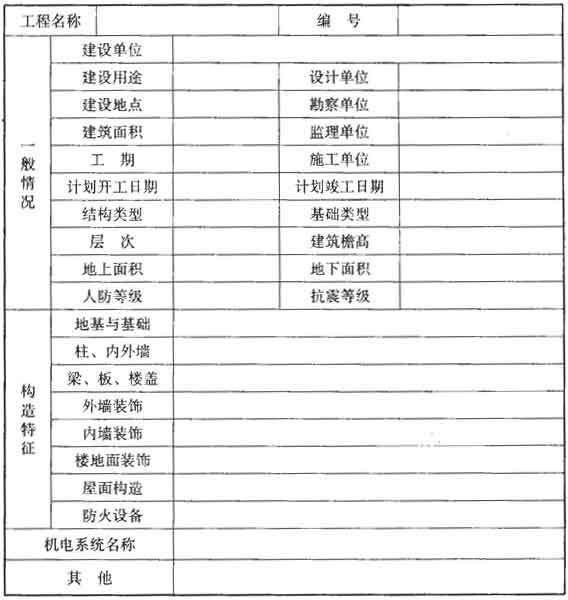 工程名称 编号
建设单位
建设用途 设计单位
建设地点 勘察单位
建筑面积 监理单位
工期 施工单位
计划开工日期 计划竣工日期
结构类型 基础类型
层次 建筑檐高
地上面积 地下面积
人防等级 抗震等级
一般情况
地基与基础
柱、内外墙
梁、板、楼盖
外墙装饰
内墙装饰
楼地面装饰
屋面构造
防火设备
构造特征
机电系统名称
其他